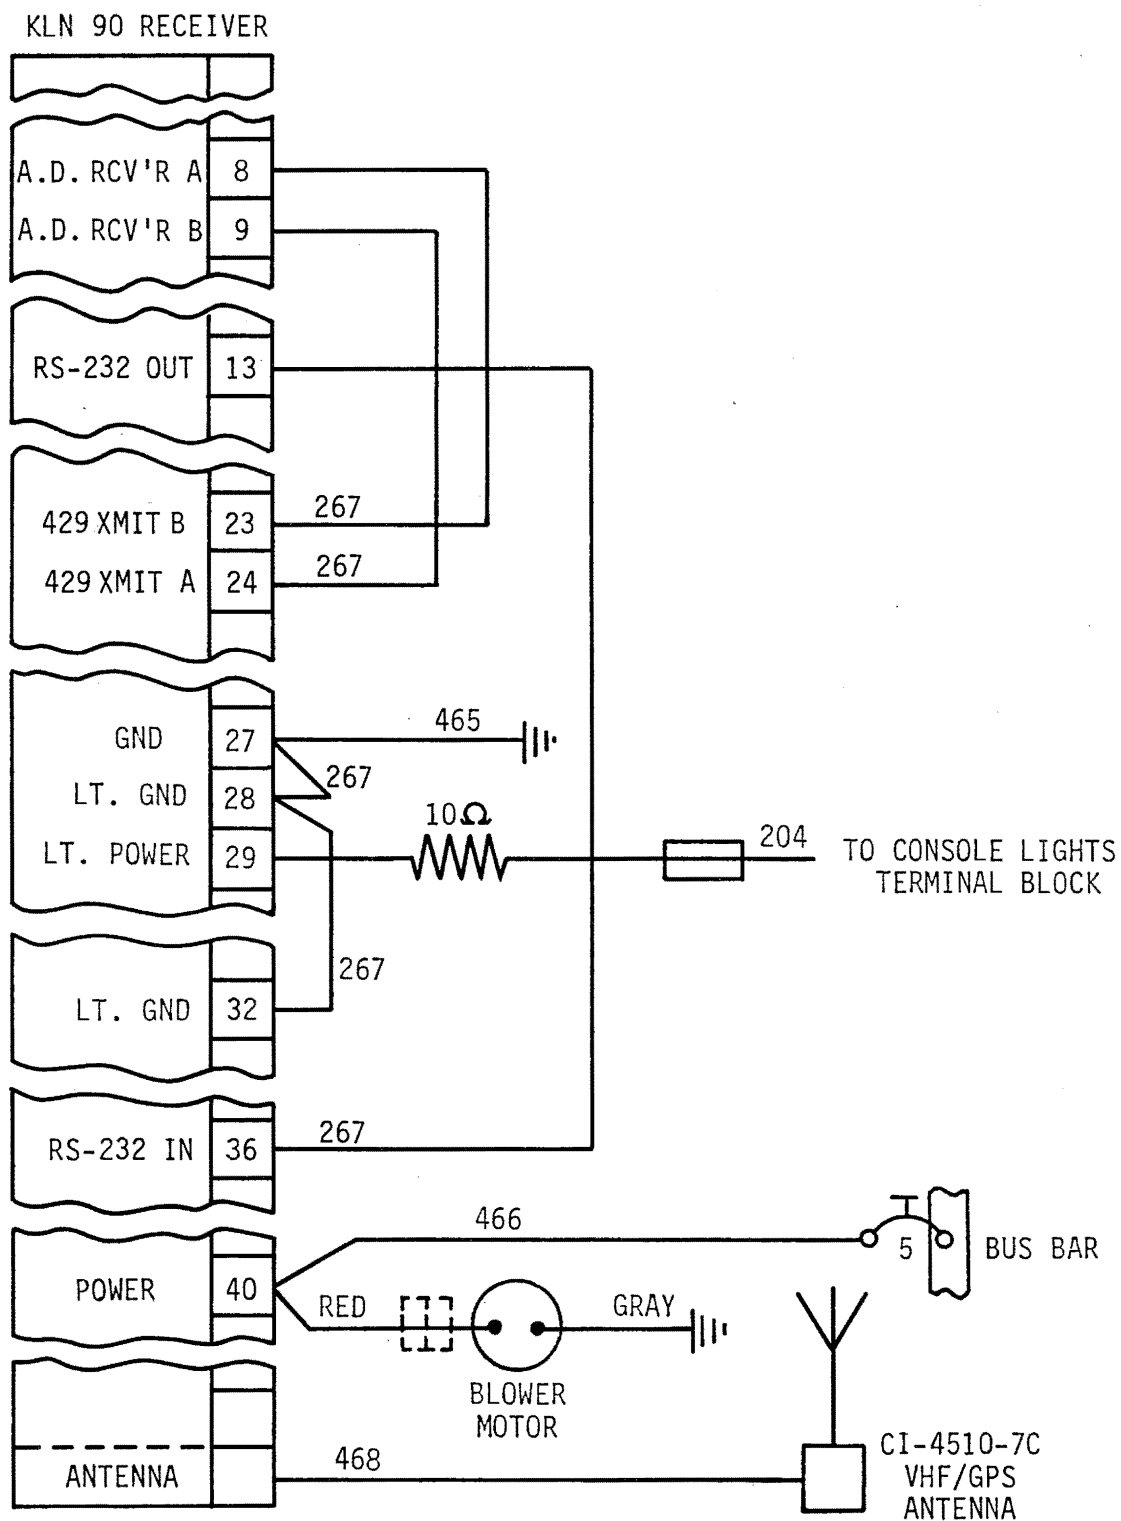 KLN 90 RECEIVER
A.D. RCV'R A 8
A.D. RCV'R B 9
RS-232 OUT 13
429 XMIT B 23 267
429 XMIT A 24 267
GND 27 465
267
LT. GND 28
10Ω
LT. POWER 29 204
TO CONSOLE LIGHTS
TERMINAL BLOCK
267
LT. GND 32
RS-232 IN 36 267
466
5 BUS BAR
POWER 40
RED GRAY
BLOWER
MOTOR
ANTENNA 468
CI-4510-7C
VHF/GPS
ANTENNA